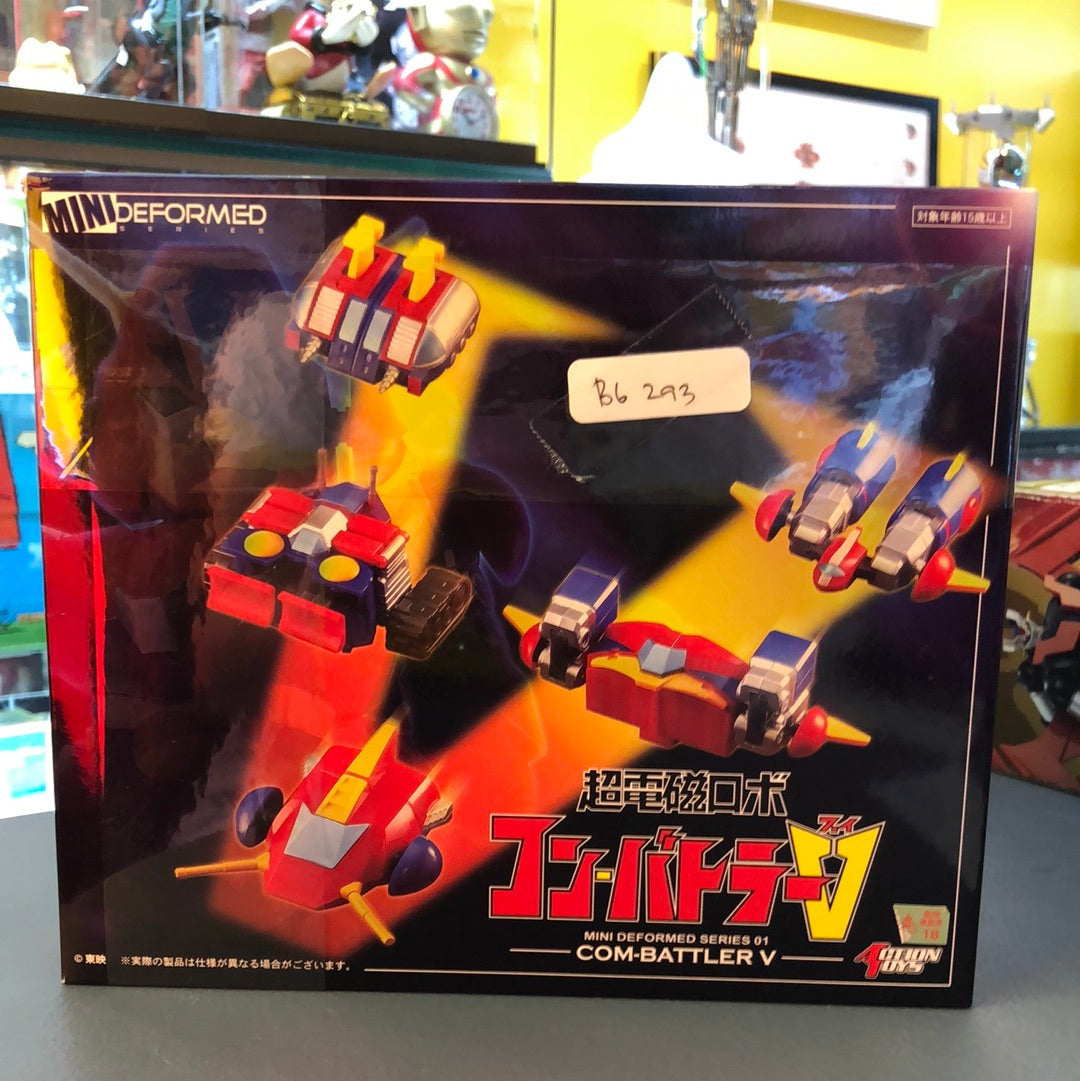 MINI DEFORMED
SERIES
対象年齢15歳以上
B6 293
超電磁ロボ
コン・バトラーV
ブイ
MINI DEFORMED SERIES 01
COM-BATTLER V
18
ACTION TOYS
© 東映 ※実際の製品は仕様が異なる場合がございます。